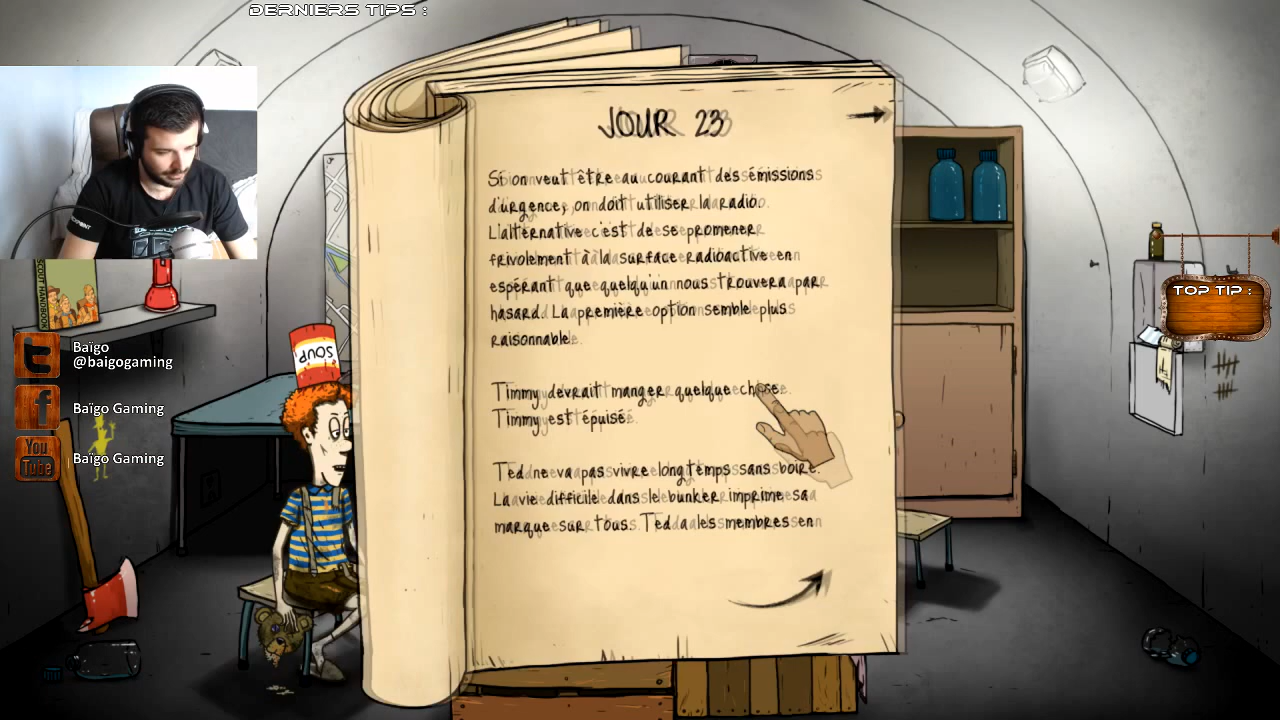 DERNIERS TIPS :
JOUR 23
Si on veut être au courant des émissions
d'urgence, on doit utiliser la radio.
L'alternative c'est de se promener
frivolement à la surface radioactive en
espérant que quelqu'un nous trouvera par
hasard. La première option semble plus
raisonnable.
Timmy devrait manger quelque chose.
Timmy est épuisé.
Ted ne va pas vivre longtemps sans boire.
La vie difficile dans le bunker imprime sa
marque sur tous. Ted a les membres en
SCOUT HANDBOOK
SOUP
Baïgo
@baigogaming
Baïgo Gaming
You
Tube
Baïgo Gaming
TOP TIP :